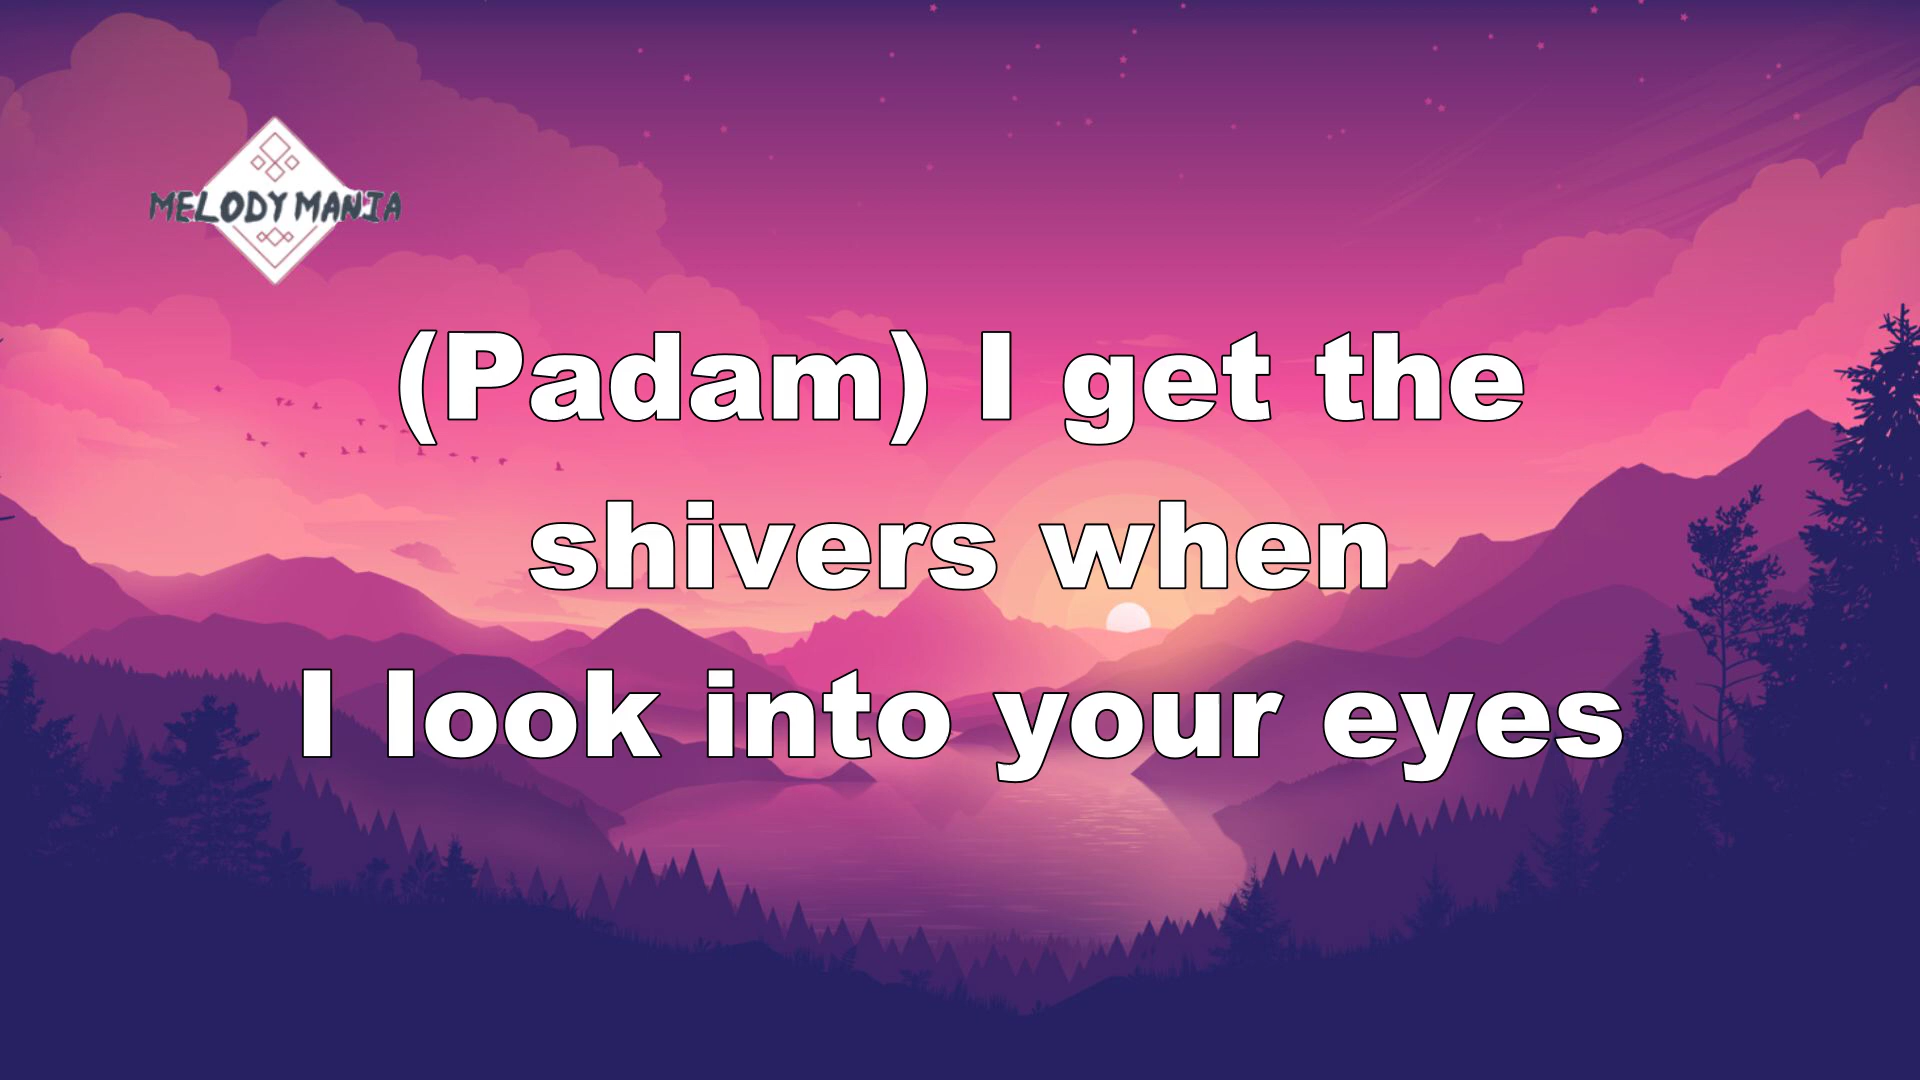 MELODY MANIA
(Padam) I get the
shivers when
I look into your eyes